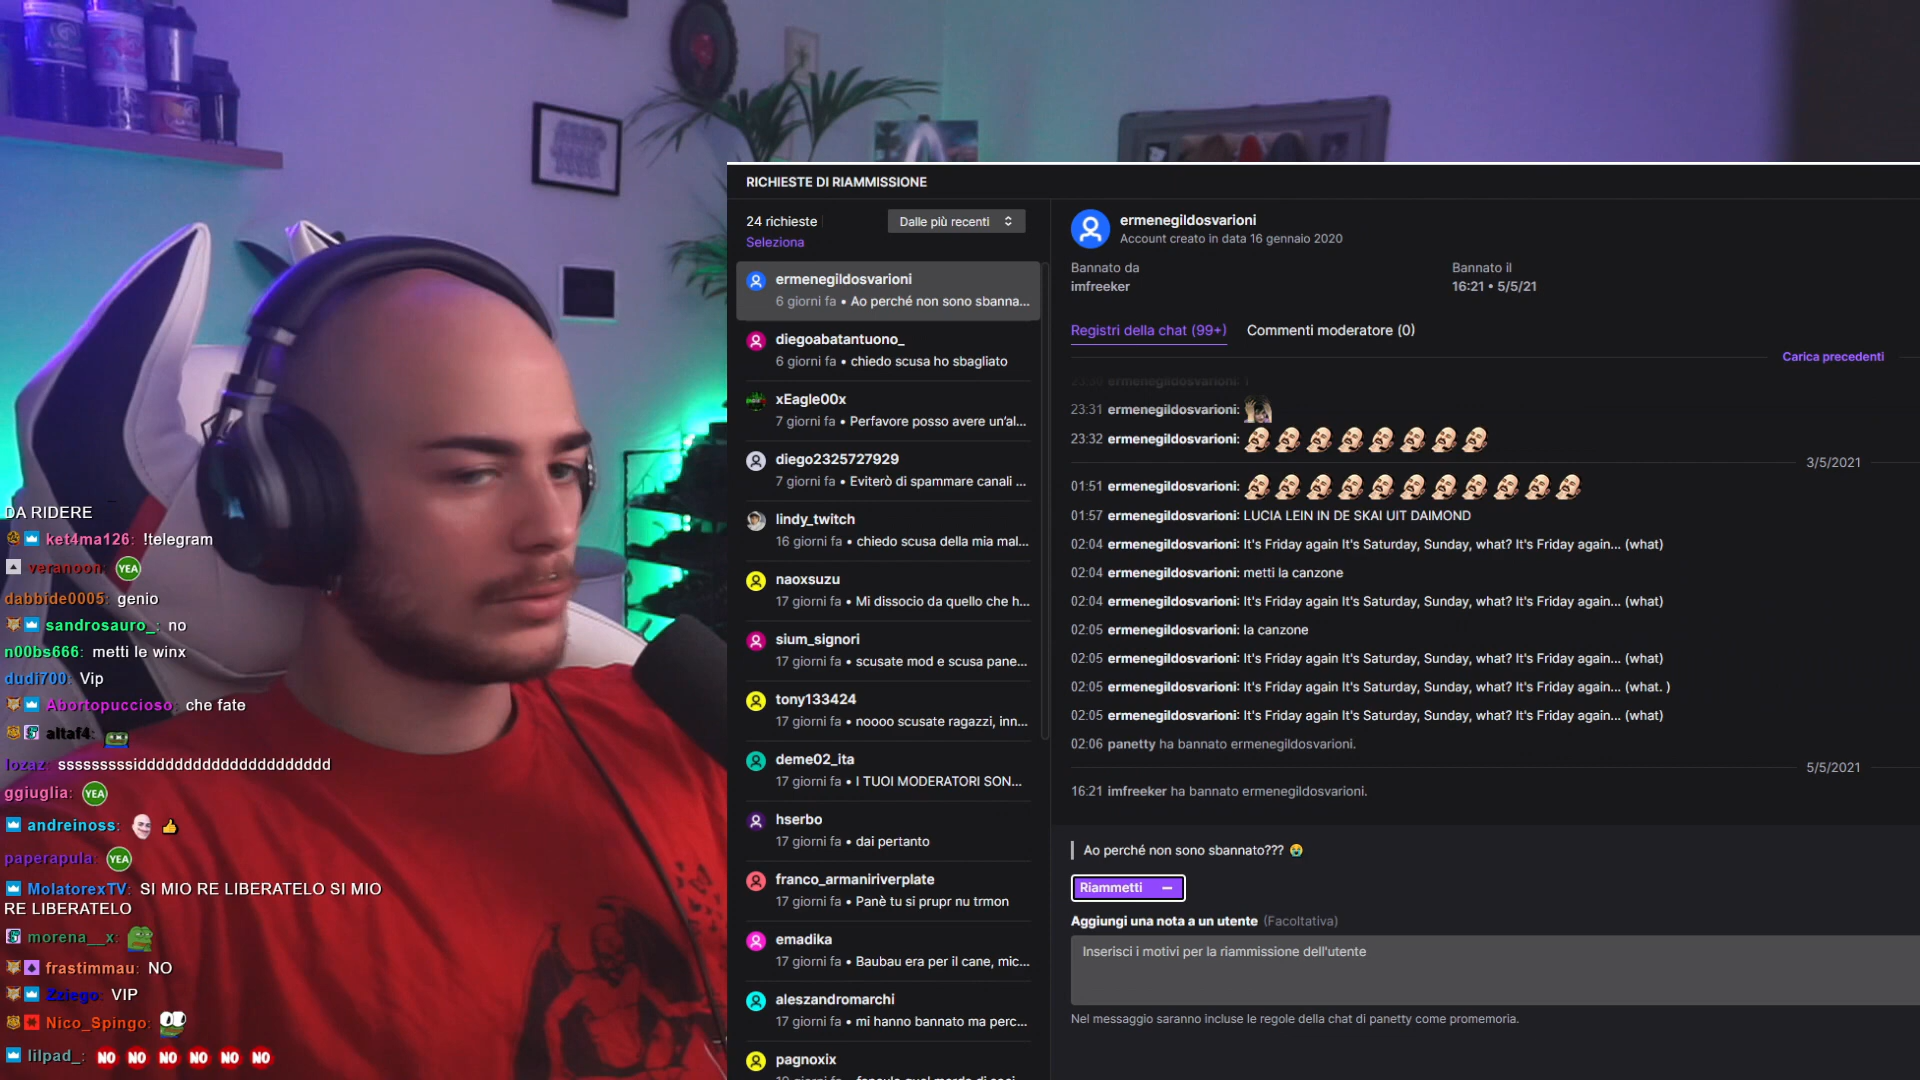 DA RIDERE
ket4ma126: !telegram
veranoon: YEA
dabbide0005: genio
sandrosauro_: no
n00bs666: metti le winx
dudi700: Vip
Abortopuccioso: che fate
altaf4:
lozaz: sssssssssidddddddddddddddddddd
ggiuglia: YEA
andreinoss:
paperapula: YEA
MolatorexTV: SI MIO RE LIBERATELO SI MIO
RE LIBERATELO
morena__x:
frastimmau: NO
Zziego: VIP
Nico_Spingo:
lilpad_: NO NO NO NO NO NO
RICHIESTE DI RIAMMISSIONE
24 richieste
Dalle più recenti
Seleziona
ermenegildosvarioni
6 giorni fa • Ao perché non sono sbanna...
diegoabatantuono_
6 giorni fa • chiedo scusa ho sbagliato
xEagle00x
7 giorni fa • Perfavore posso avere un'al...
diego2325727929
7 giorni fa • Eviterò di spammare canali ...
lindy_twitch
16 giorni fa • chiedo scusa della mia mal...
naoxsuzu
17 giorni fa • Mi dissocio da quello che h...
sium_signori
17 giorni fa • scusate mod e scusa pane...
tony133424
17 giorni fa • noooo scusate ragazzi, inn...
deme02_ita
17 giorni fa • I TUOI MODERATORI SON...
hserbo
17 giorni fa • dai pertanto
franco_armaniriverplate
17 giorni fa • Panè tu si prupr nu trmon
emadika
17 giorni fa • Baubau era per il cane, mic...
aleszandromarchi
17 giorni fa • mi hanno bannato ma perc...
pagnoxix
ermenegildosvarioni
Account creato in data 16 gennaio 2020
Bannato da
imfreeker
Bannato il
16:21 • 5/5/21
Registri della chat (99+)
Commenti moderatore (0)
Carica precedenti
ermenegildosvarioni:
23:31 ermenegildosvarioni:
23:32 ermenegildosvarioni:
3/5/2021
01:51 ermenegildosvarioni:
01:57 ermenegildosvarioni: LUCIA LEIN IN DE SKAI UIT DAIMOND
02:04 ermenegildosvarioni: It's Friday again It's Saturday, Sunday, what? It's Friday again... (what)
02:04 ermenegildosvarioni: metti la canzone
02:04 ermenegildosvarioni: It's Friday again It's Saturday, Sunday, what? It's Friday again... (what)
02:05 ermenegildosvarioni: la canzone
02:05 ermenegildosvarioni: It's Friday again It's Saturday, Sunday, what? It's Friday again... (what)
02:05 ermenegildosvarioni: It's Friday again It's Saturday, Sunday, what? It's Friday again... (what. )
02:05 ermenegildosvarioni: It's Friday again It's Saturday, Sunday, what? It's Friday again... (what)
02:06 panetty ha bannato ermenegildosvarioni.
5/5/2021
16:21 imfreeker ha bannato ermenegildosvarioni.
Ao perché non sono sbannato??? 😭
Riammetti
Aggiungi una nota a un utente (Facoltativa)
Inserisci i motivi per la riammissione dell'utente
Nel messaggio saranno incluse le regole della chat di panetty come promemoria.